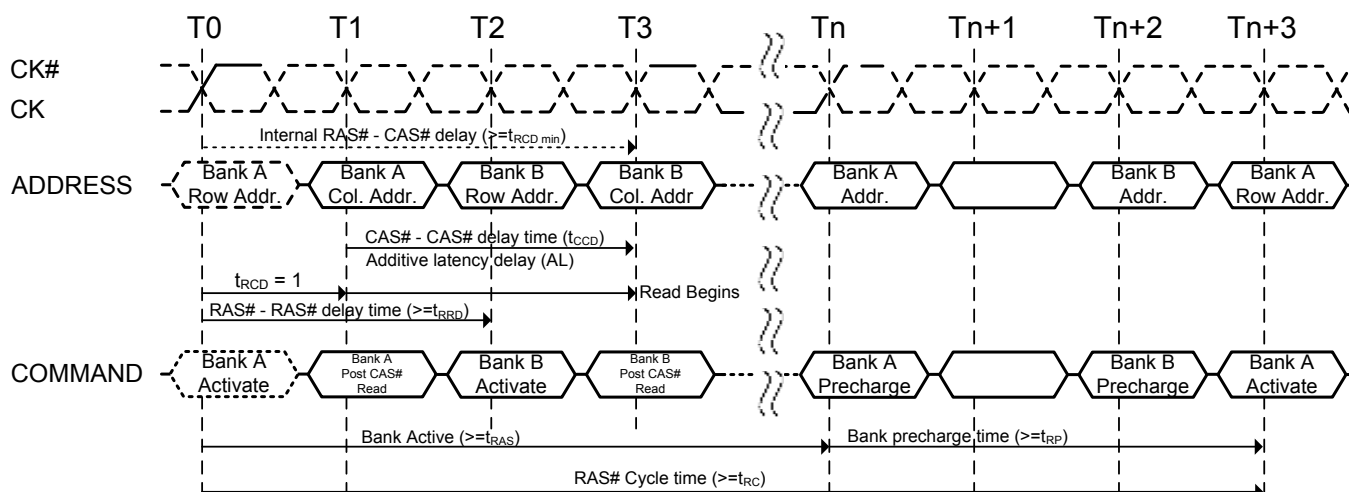 T0 T1 T2 T3 Tn Tn+1 Tn+2 Tn+3
CK#
CK
Internal RAS# - CAS# delay (>=tRCD min)
ADDRESS
Bank A
Row Addr.
Bank A
Col. Addr.
Bank B
Row Addr.
Bank B
Col. Addr
Bank A
Addr.
Bank B
Addr.
Bank A
Row Addr.
CAS# - CAS# delay time (tCCD)
Additive latency delay (AL)
tRCD = 1
Read Begins
RAS# - RAS# delay time (>=tRRD)
COMMAND
Bank A
Activate
Bank A
Post CAS#
Read
Bank B
Activate
Bank B
Post CAS#
Read
Bank A
Precharge
Bank B
Precharge
Bank A
Activate
Bank Active (>=tRAS)
Bank precharge time (>=tRP)
RAS# Cycle time (>=tRC)